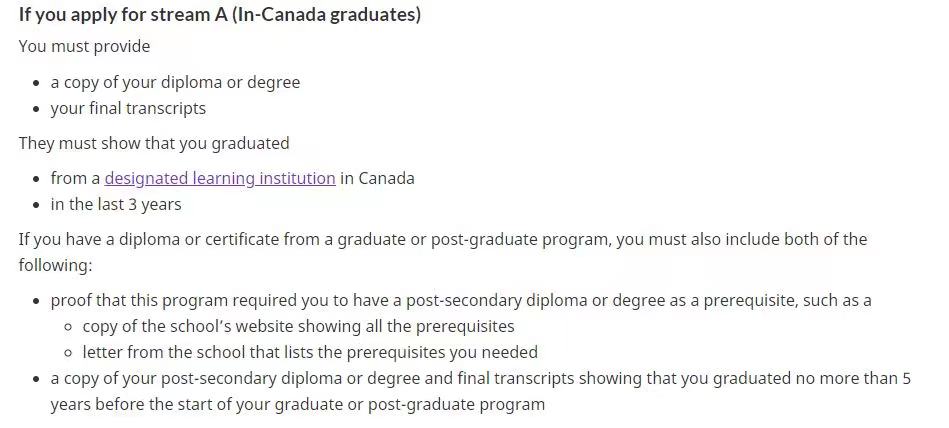 If you apply for stream A (In-Canada graduates)
You must provide
• a copy of your diploma or degree
• your final transcripts
They must show that you graduated
• from a designated learning institution in Canada
• in the last 3 years
If you have a diploma or certificate from a graduate or post-graduate program, you must also include both of the
following:
• proof that this program required you to have a post-secondary diploma or degree as a prerequisite, such as a
◦ copy of the school's website showing all the prerequisites
◦ letter from the school that lists the prerequisites you needed
• a copy of your post-secondary diploma or degree and final transcripts showing that you graduated no more than 5
years before the start of your graduate or post-graduate program